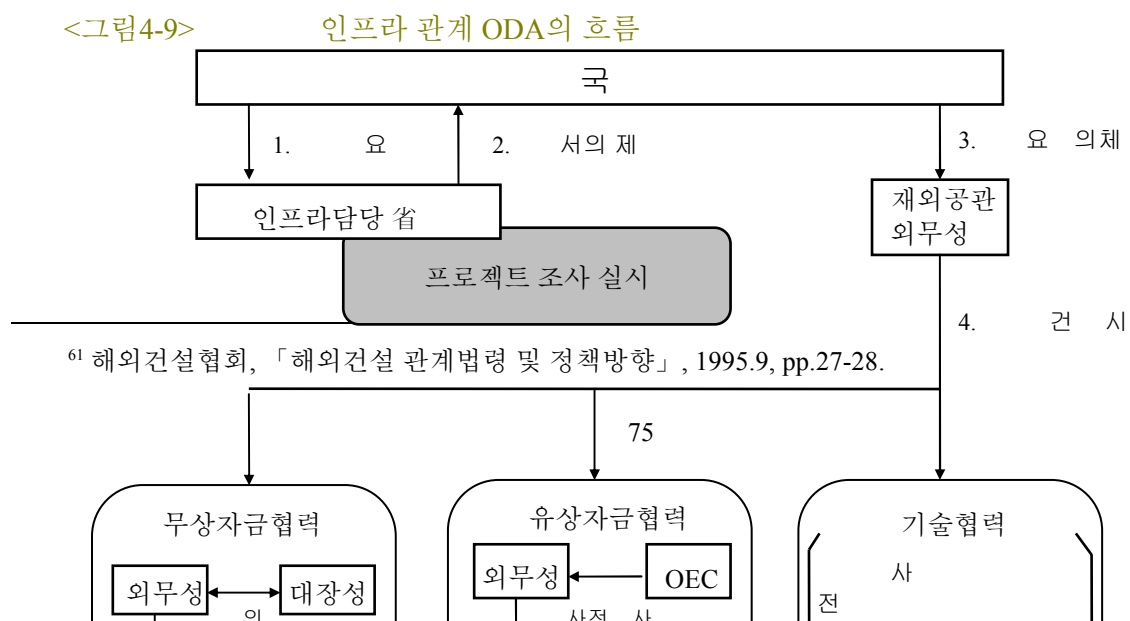 <그림4-9> 인프라 관계 ODA의 흐름
국
1. 요
2. 서의 제
3. 요 의체
인프라담당 省
재외공관
외무성
프로젝트 조사 실시
4. 건 시
61 해외건설협회, 「해외건설 관계법령 및 정책방향」, 1995.9, pp.27-28.
75
무상자금협력
유상자금협력
기술협력
외무성
대장성
외무성
OEC
사
의
사전 사
전